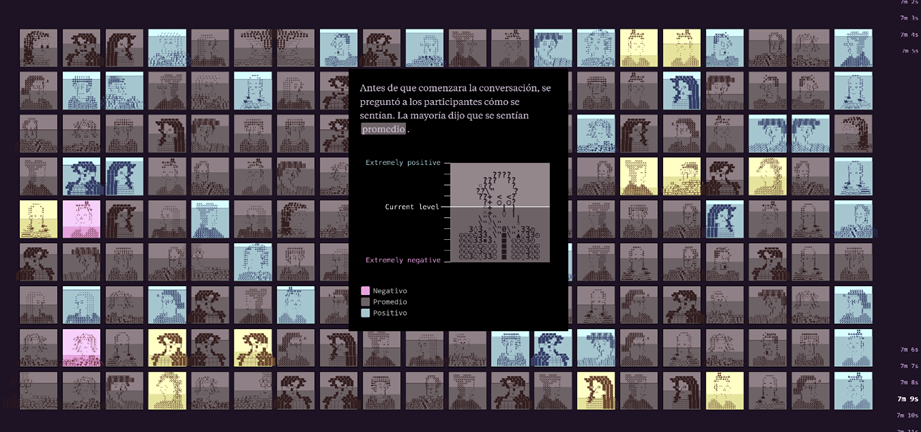 7m 3s
7m 4s
7m 5s
Antes de que comenzara la conversación, se
preguntó a los participantes cómo se
sentían. La mayoría dijo que se sentían
promedio .
Extremely positive
Current level
Extremely negative
Negativo
Promedio
Positivo
7m 6s
7m 7s
7m 8s
7m 9s
7m 10s